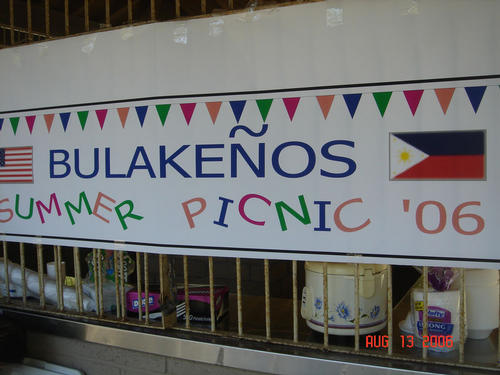 BULAKEÑOS
SUMMER PICNIC '06
AUG 13 2006